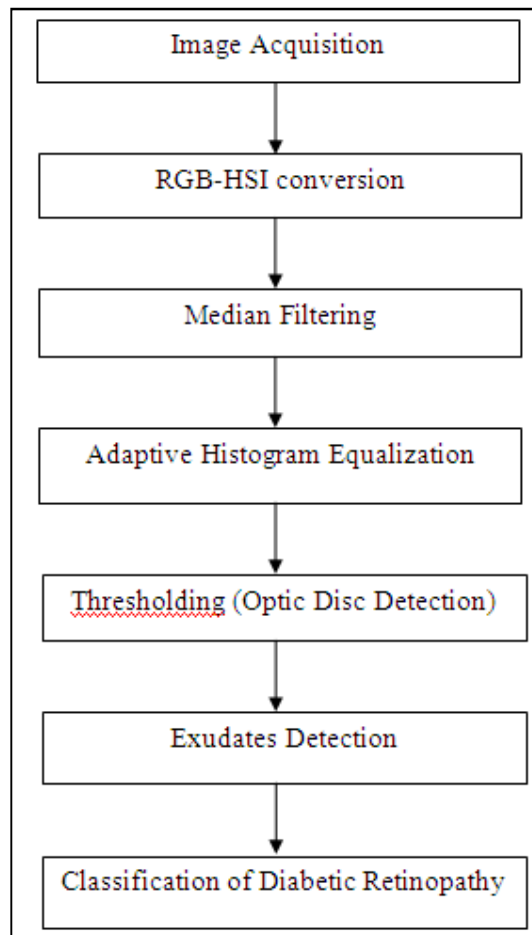 Image Acquisition
RGB-HSI conversion
Median Filtering
Adaptive Histogram Equalization
Thresholding (Optic Disc Detection)
Exudates Detection
Classification of Diabetic Retinopathy